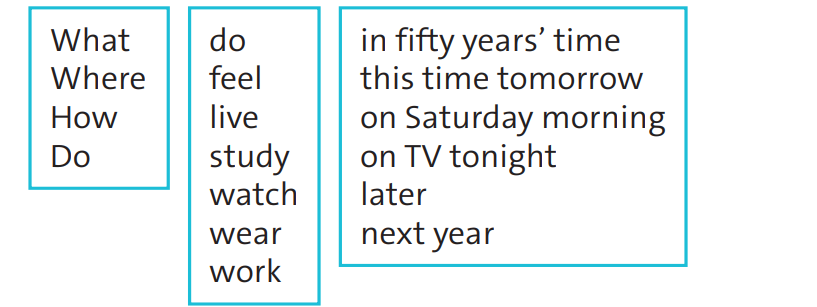 What
Where
How
Do
do
feel
live
study
watch
wear
work
in fifty years’ time
this time tomorrow
on Saturday morning
on TV tonight
later
next year